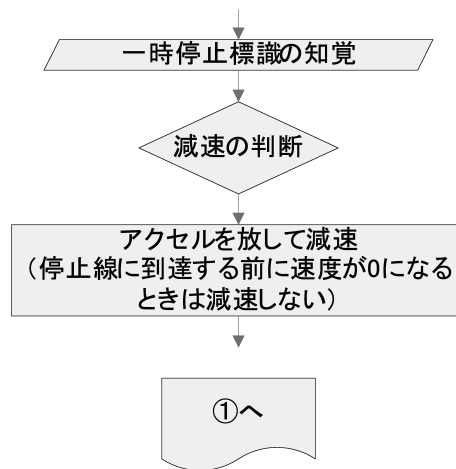 一時停止標識の知覚
減速の判断
アクセルを放して減速
（停止線に到達する前に速度が0になる
ときは減速しない）
①へ